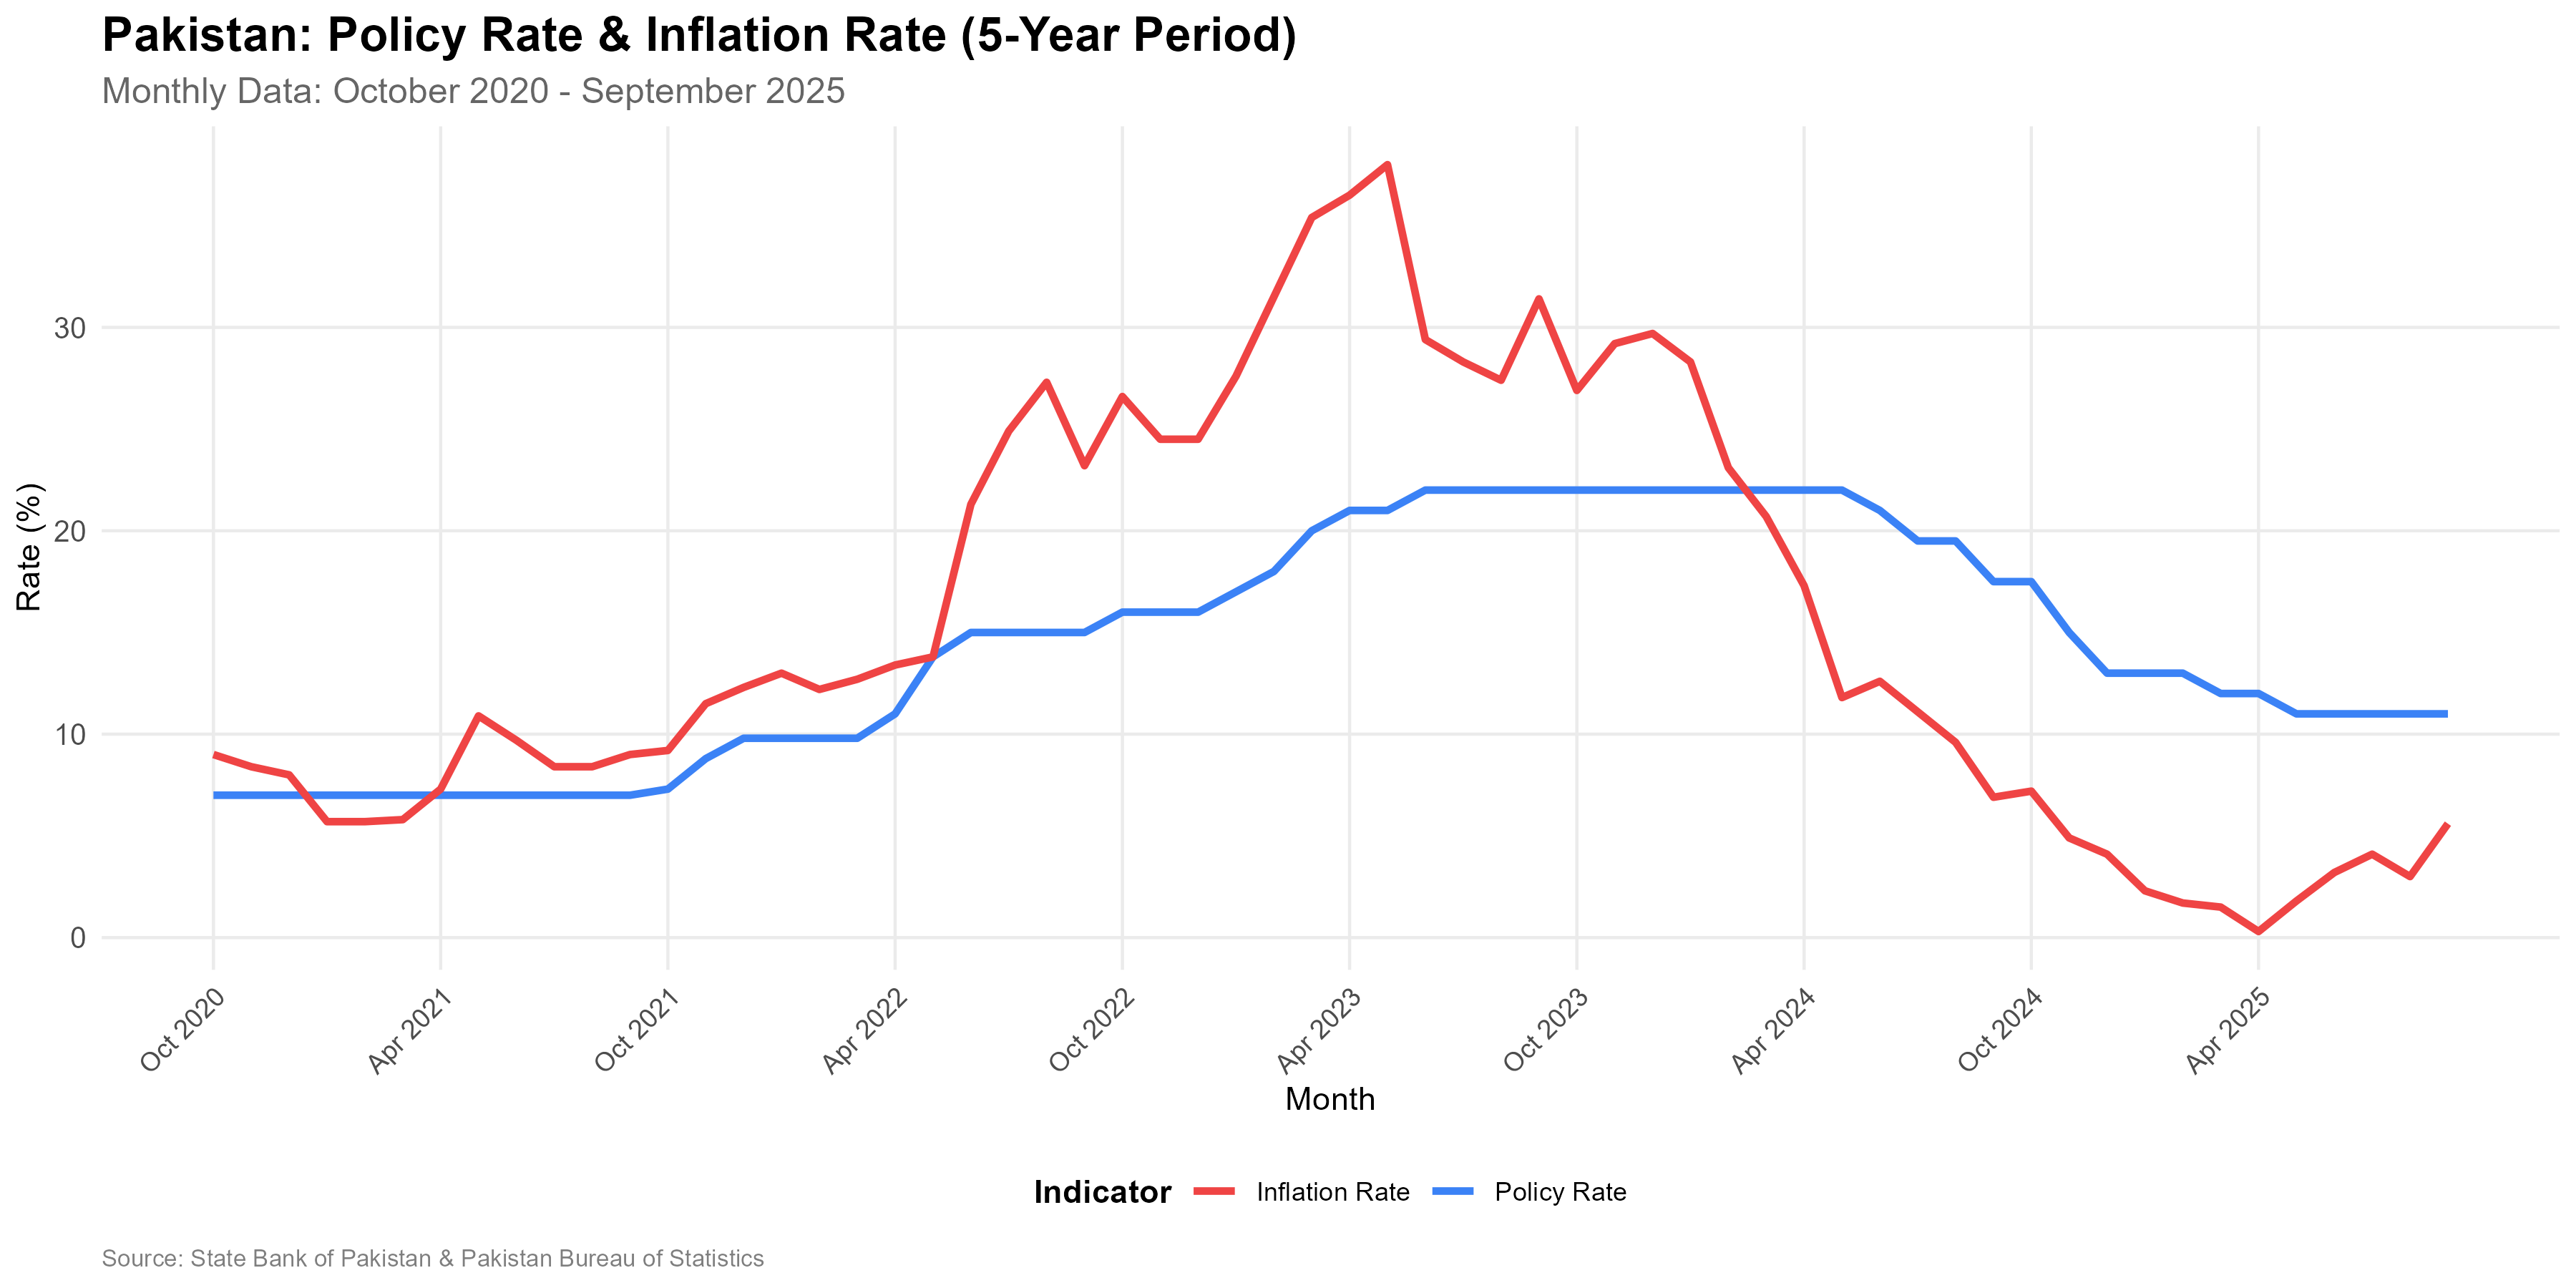 Pakistan: Policy Rate & Inflation Rate (5-Year Period)
Monthly Data: October 2020 - September 2025
Rate (%)
30
20
10
0
Oct 2020
Apr 2021
Oct 2021
Apr 2022
Oct 2022
Apr 2023
Oct 2023
Apr 2024
Oct 2024
Apr 2025
Month
Indicator Inflation Rate Policy Rate
Source: State Bank of Pakistan & Pakistan Bureau of Statistics